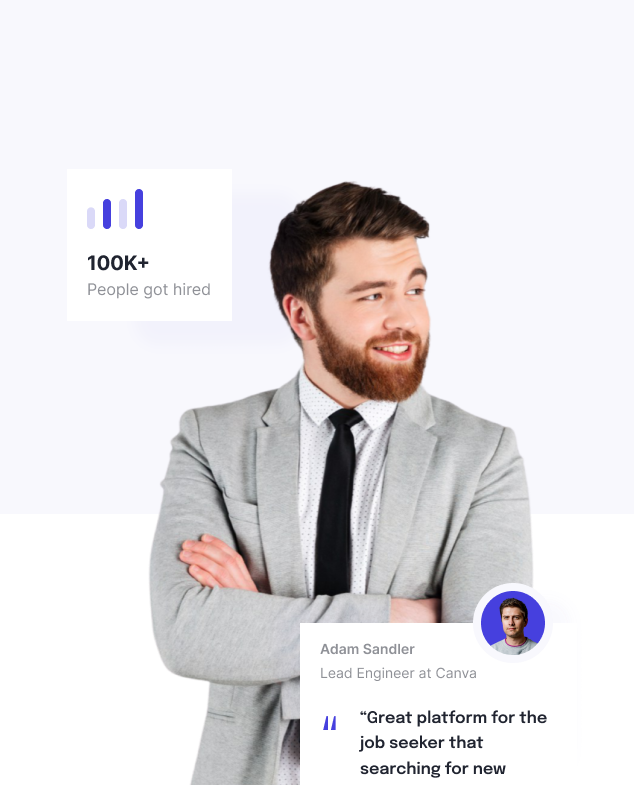 100K+
People got hired
Adam Sandler
Lead Engineer at Canva
“Great platform for the
job seeker that
searching for new